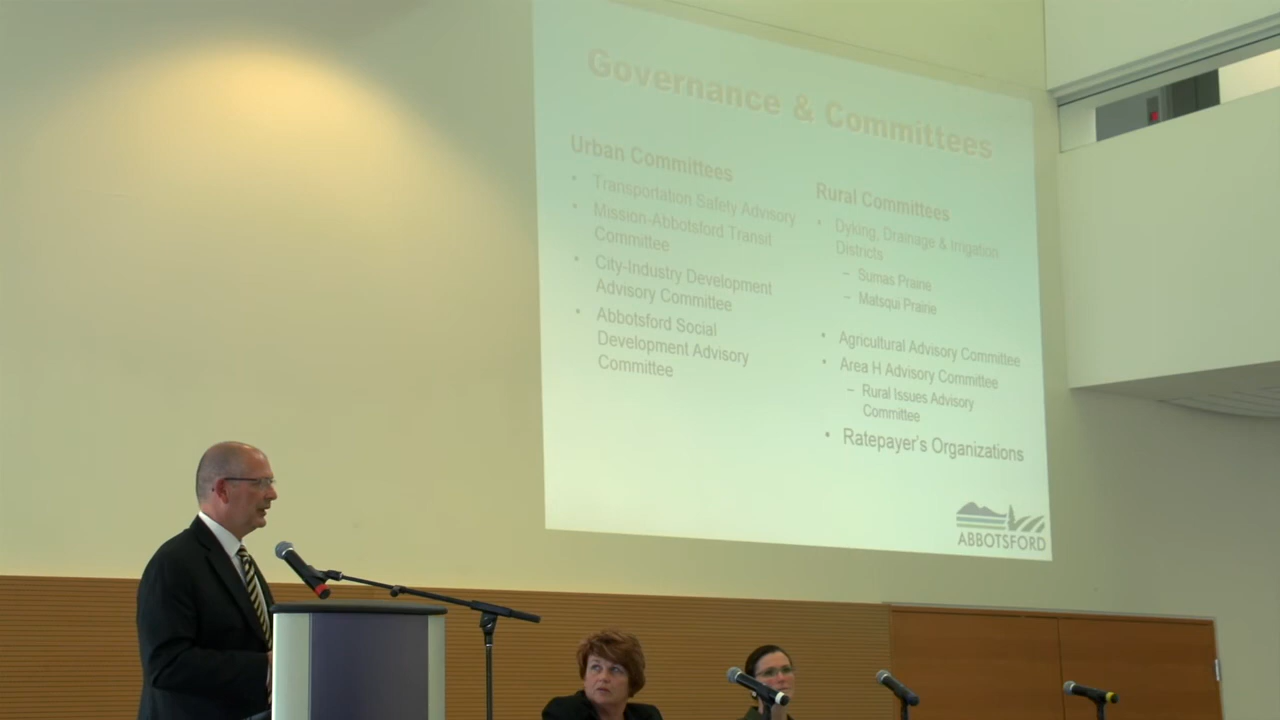 Governance & Committees
Urban Committees
• Transportation Safety Advisory
• Mission-Abbotsford Transit
Committee
• City-Industry Development
Advisory Committee
• Abbotsford Social
Development Advisory
Committee
Rural Committees
• Dyking, Drainage & Irrigation
Districts
– Sumas Prairie
– Matsqui Prairie
• Agricultural Advisory Committee
• Area H Advisory Committee
– Rural Issues Advisory
Committee
• Ratepayer's Organizations
ABBOTSFORD